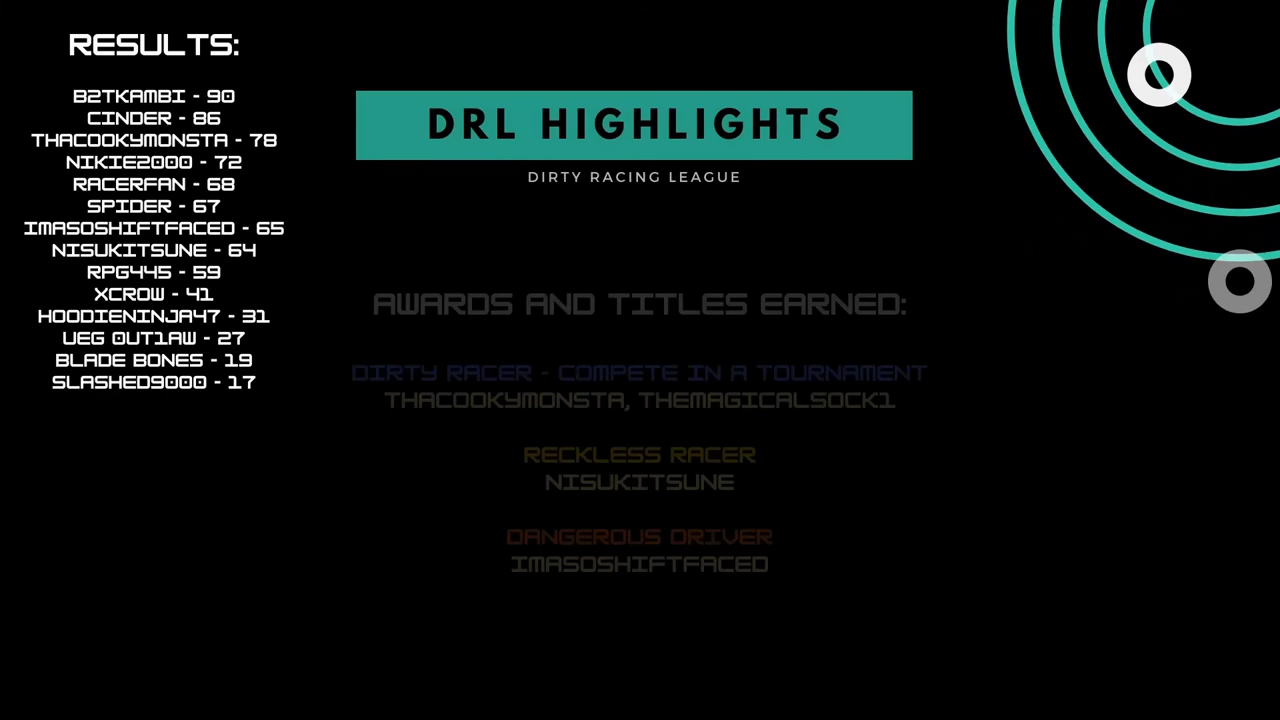 RESULTS:
B2TKAMBI - 90
CINDER - 86
THACOOKYMONSTA - 78
NIKIE2000 - 72
RACERFAN - 68
SPIDER - 67
IMASOSHIFTFACED - 65
NISUKITSUNE - 64
RPG445 - 59
XCROW - 41
HOODIENINJA47 - 31
UEG 0UT1AW - 27
BLADE BONES - 19
SLASHED9000 - 17
DRL HIGHLIGHTS
DIRTY RACING LEAGUE
AWARDS AND TITLES EARNED:
DIRTY RACER - COMPETE IN A TOURNAMENT
THACOOKYMONSTA, THEMAGICALSOCK1
RECKLESS RACER
NISUKITSUNE
DANGEROUS DRIVER
IMASOSHIFTFACED